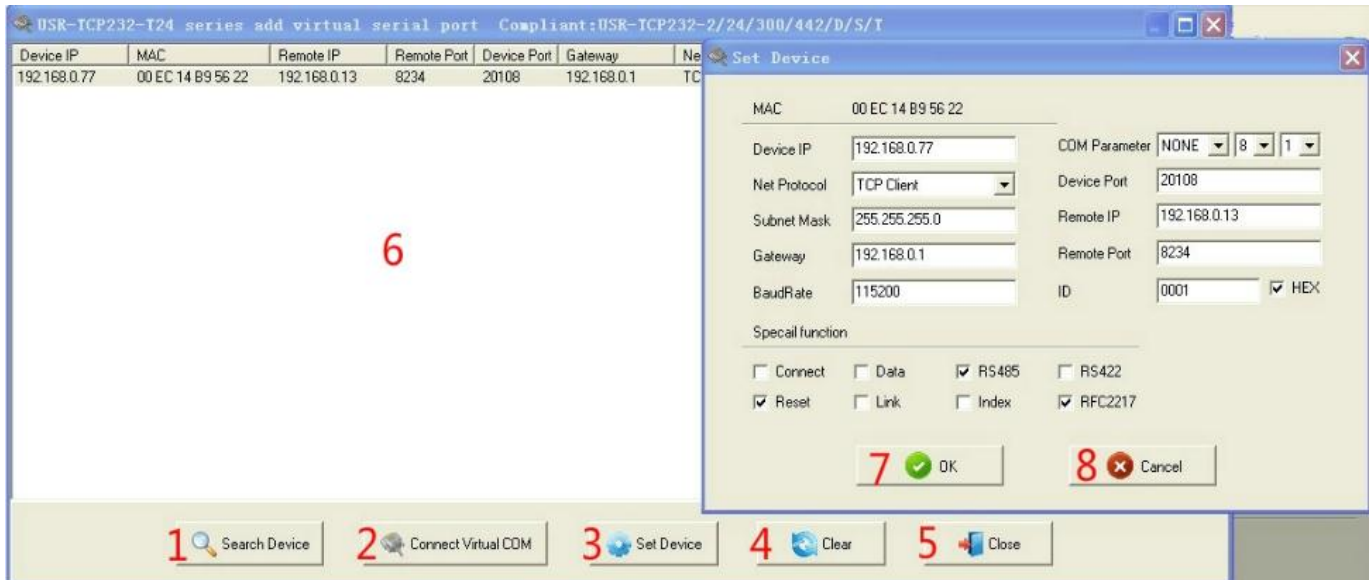 USR-TCP232-T24 series add virtual serial port Compliant:USR-TCP232-2/24/300/442/D/S/T
Device IP MAC Remote IP Remote Port Device Port Gateway Ne
192.168.0.77 00 EC 14 B9 56 22 192.168.0.13 8234 20108 192.168.0.1 TC
6
Set Device
MAC 00 EC 14 B9 56 22
Device IP 192.168.0.77 COM Parameter NONE 8 1
Net Protocol TCP Client Device Port 20108
Subnet Mask 255.255.255.0 Remote IP 192.168.0.13
Gateway 192.168.0.1 Remote Port 8234
BaudRate 115200 ID 0001 HEX
Specail function
Connect Data RS485 RS422
Reset Link Index RFC2217
7 OK 8 Cancel
1 Search Device 2 Connect Virtual COM 3 Set Device 4 Clear 5 Close